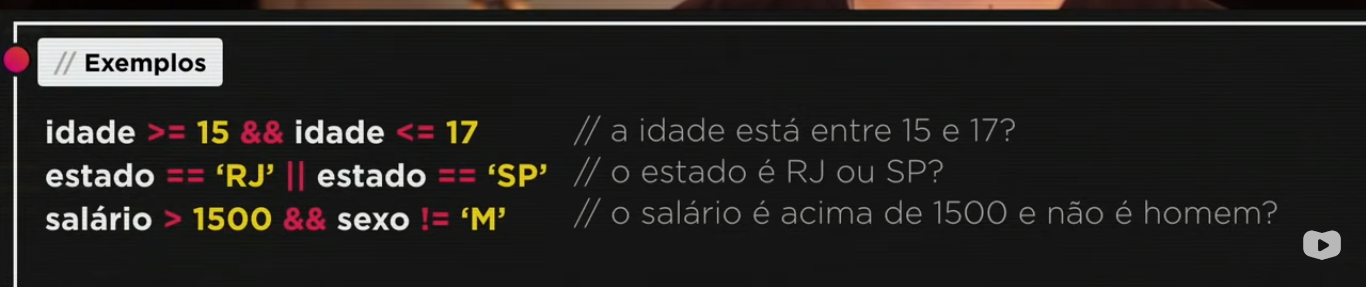 // Exemplos
idade >= 15 && idade <= 17 // a idade está entre 15 e 17?
estado == ‘RJ’ || estado == ‘SP’ // o estado é RJ ou SP?
salário > 1500 && sexo != ‘M’ // o salário é acima de 1500 e não é homem?